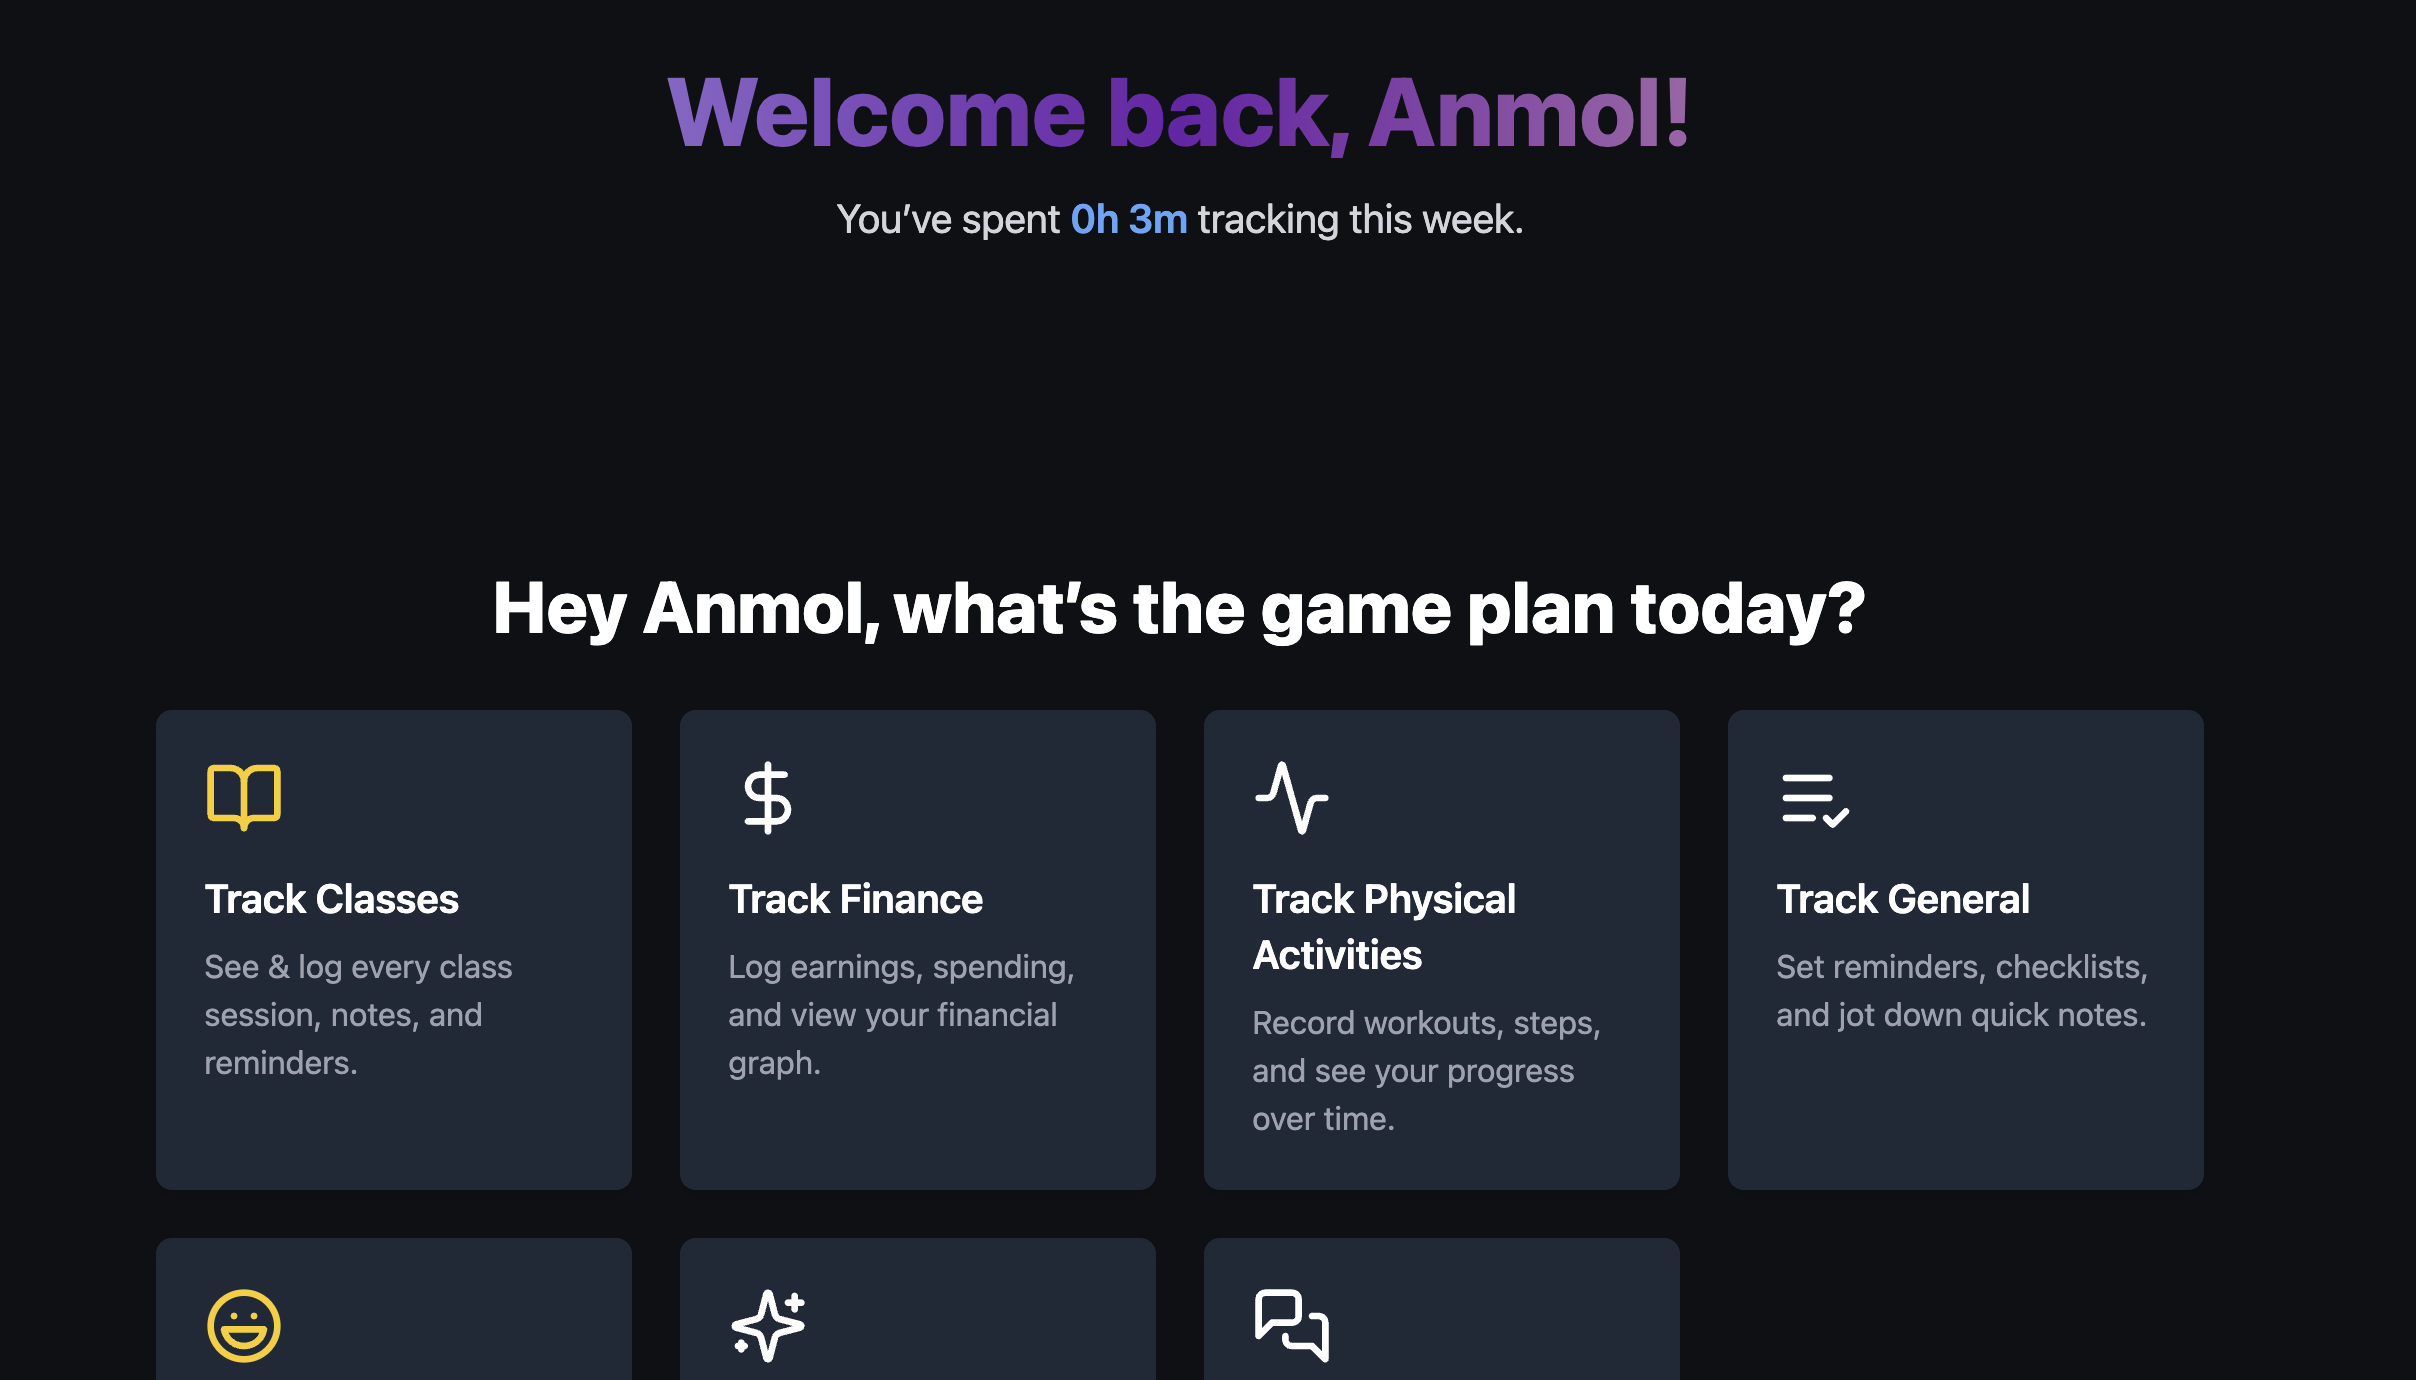 Welcome back, Anmol!
You’ve spent 0h 3m tracking this week.
Hey Anmol, what’s the game plan today?
Track Classes
See & log every class
session, notes, and
reminders.
Track Finance
Log earnings, spending,
and view your financial
graph.
Track Physical
Activities
Record workouts, steps,
and see your progress
over time.
Track General
Set reminders, checklists,
and jot down quick notes.